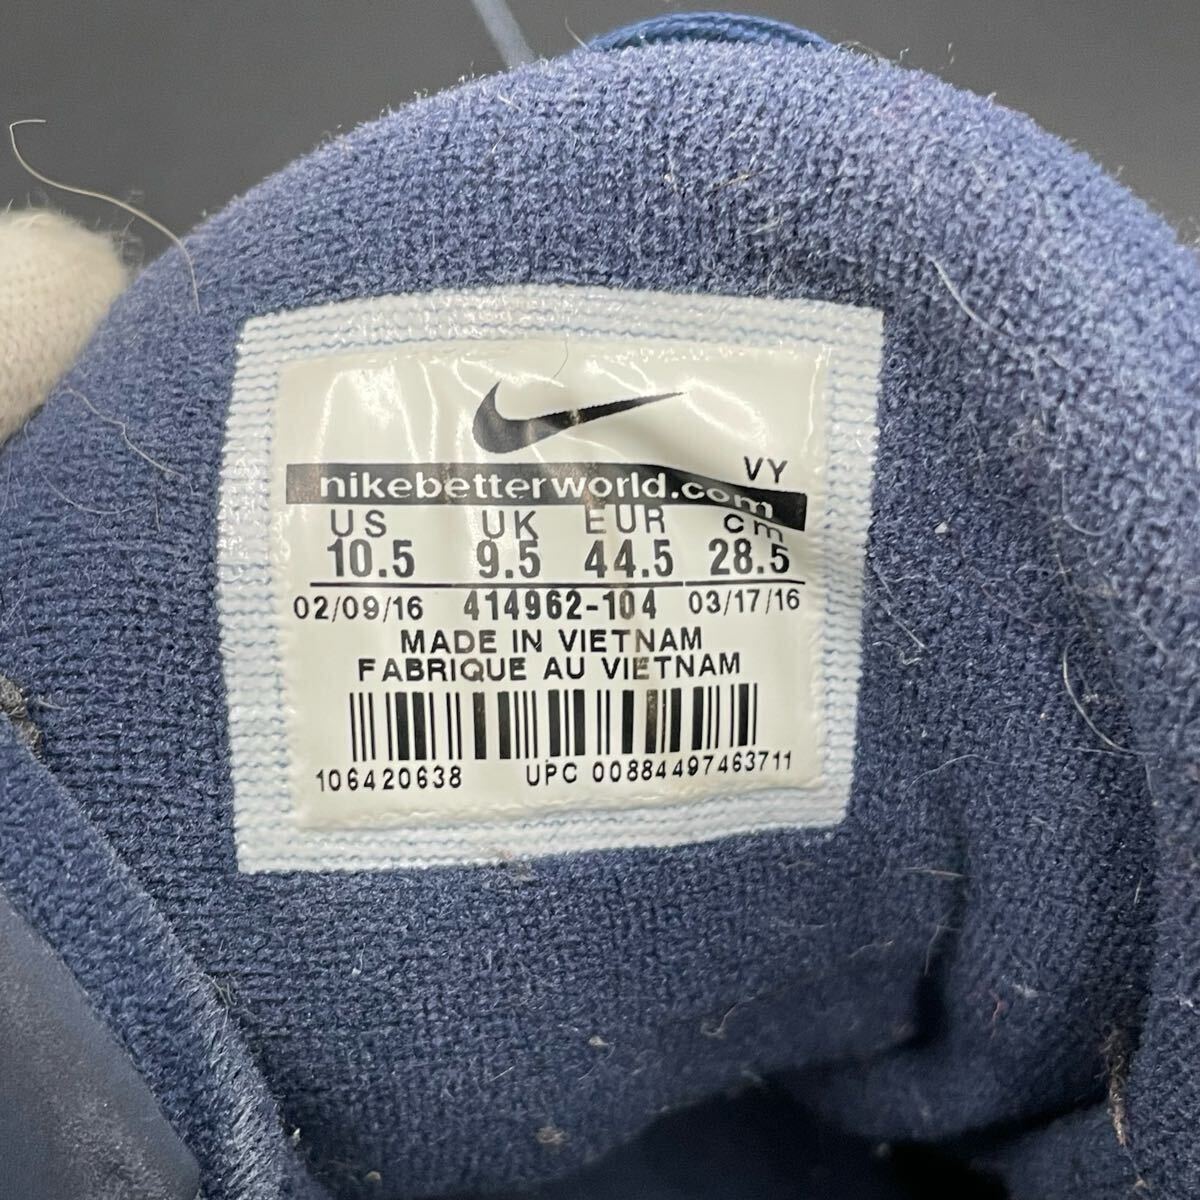 VY
nikebetterworld.com
US UK EUR cm
10.5 9.5 44.5 28.5
02/09/16 414962-104 03/17/16
MADE IN VIETNAM
FABRIQUE AU VIETNAM
106420638 UPC 00884497463711